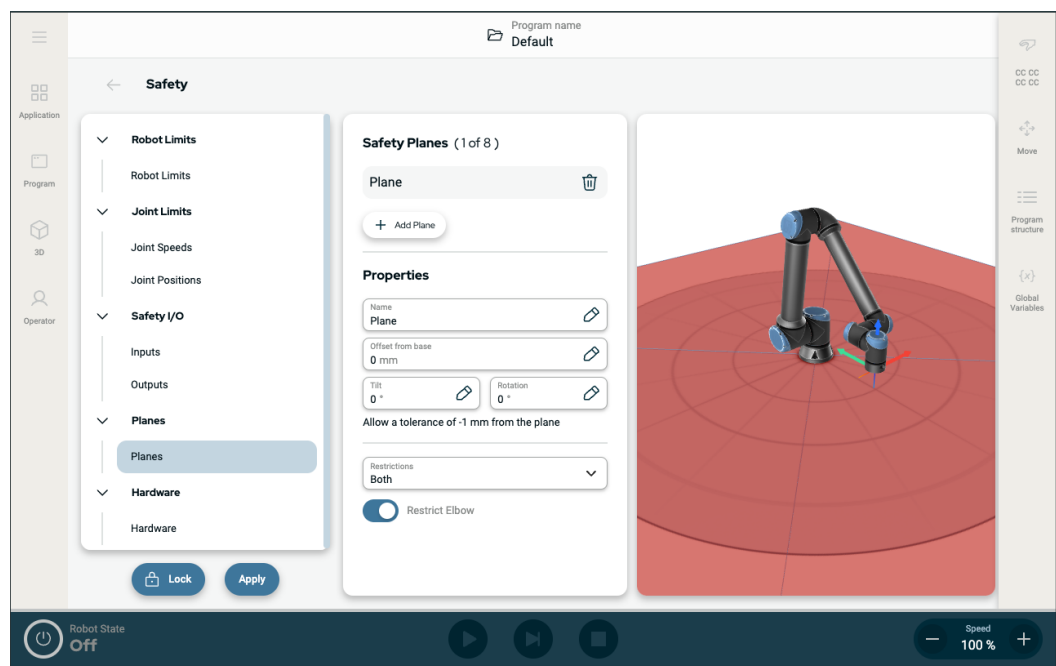 Program name
Default
Safety
Application
Program
3D
Operator
Robot Limits
Robot Limits
Joint Limits
Joint Speeds
Joint Positions
Safety I/O
Inputs
Outputs
Planes
Planes
Hardware
Hardware
Lock
Apply
Safety Planes (1 of 8)
Plane
+ Add Plane
Properties
Name
Plane
Offset from base
0 mm
Tilt
0 °
Rotation
0 °
Allow a tolerance of -1 mm from the plane
Restrictions
Both
Restrict Elbow
CC CC
CC CC
Move
Program
structure
{x}
Global
Variables
Robot State
Off
Speed
100 %